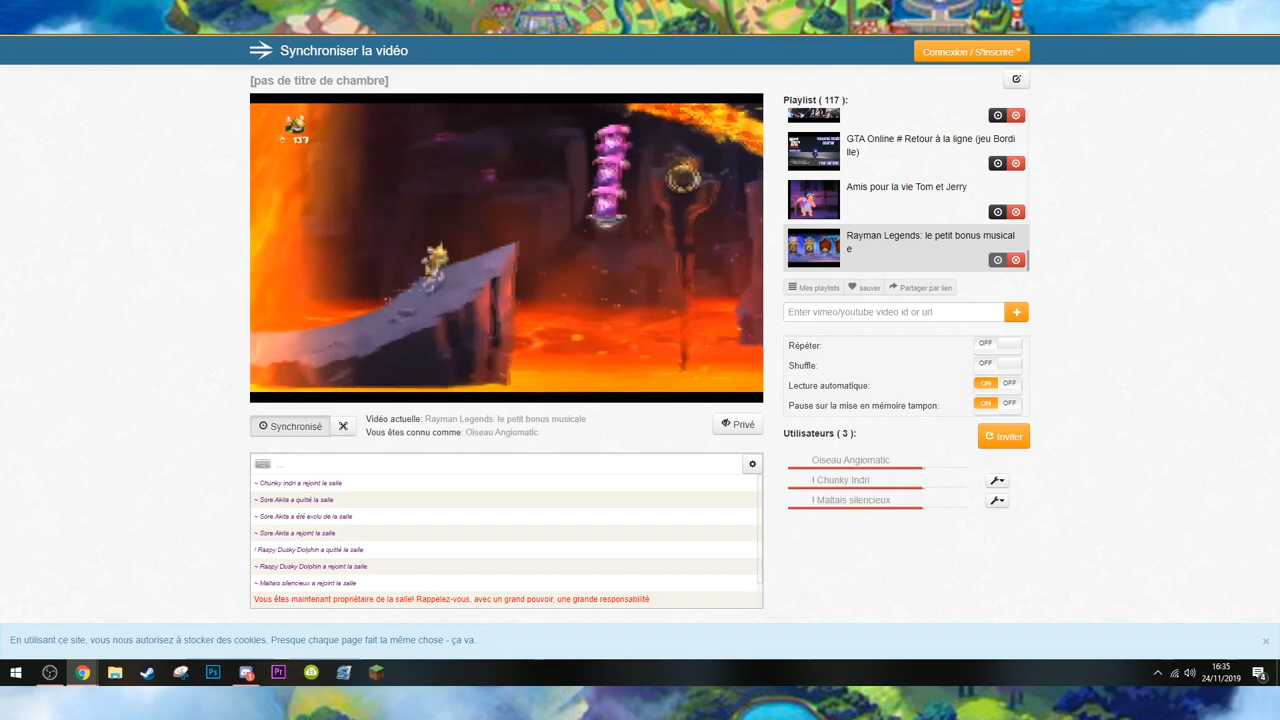 Synchroniser la vidéo
Connexion / S'inscrire
[pas de titre de chambre]
137
Playlist ( 117 ):
GTA Online # Retour à la ligne (jeu Bordi
lle)
Amis pour la vie Tom et Jerry
Rayman Legends: le petit bonus musical
e
Mes playlists sauver Partager par lien
Enter vimeo/youtube video id or url
+
Répéter: OFF
Shuffle: OFF
Lecture automatique: ON OFF
Pause sur la mise en mémoire tampon: ON OFF
Synchronisé
Vidéo actuelle: Rayman Legends: le petit bonus musicale
Vous êtes connu comme: Oiseau Angiomatic
Privé
Utilisateurs ( 3 ):
Inviter
Oiseau Angiomatic
! Chunky Indri
! Maltais silencieux
...
~ Chunky Indri a rejoint la salle
~ Sore Akita a quitté la salle
~ Sore Akita a été exclu de la salle
~ Sore Akita a rejoint la salle
! Raspy Dusky Dolphin a quitté la salle
~ Raspy Dusky Dolphin a rejoint la salle
~ Maltais silencieux a rejoint la salle
Vous êtes maintenant propriétaire de la salle! Rappelez-vous, avec un grand pouvoir, une grande responsabilité
En utilisant ce site, vous nous autorisez à stocker des cookies. Presque chaque page fait la même chose - ça va.
×
Ps
1
Pr
16:35
24/11/2019
4